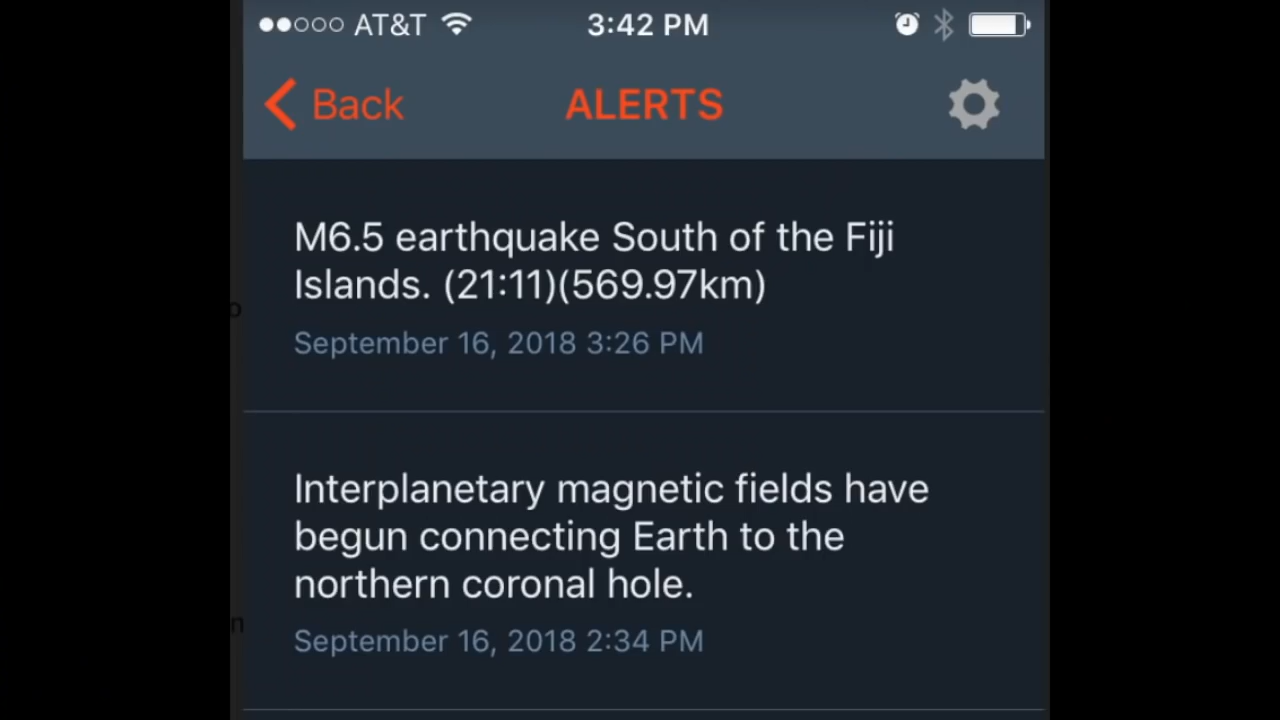 AT&T 3:42 PM
Back ALERTS
M6.5 earthquake South of the Fiji
Islands. (21:11)(569.97km)
September 16, 2018 3:26 PM
Interplanetary magnetic fields have
begun connecting Earth to the
northern coronal hole.
September 16, 2018 2:34 PM